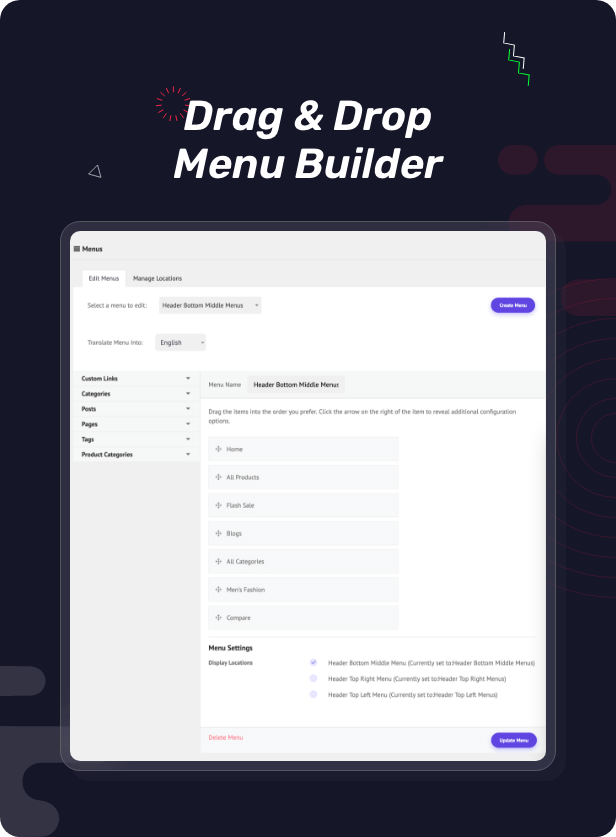 Drag & Drop
Menu Builder
Menus
Edit Menus
Manage Locations
Select a menu to edit:
Header Bottom Middle Menus
Create Menu
Translate Menu Into:
English
Custom Links
Categories
Posts
Pages
Tags
Product Categories
Menu Name
Header Bottom Middle Menus
Drag the items into the order you prefer. Click the arrow on the right of the item to reveal additional configuration
options.
Home
All Products
Flash Sale
Blogs
All Categories
Men's Fashion
Compare
Menu Settings
Display Locations
Header Bottom Middle Menu (Currently set to:Header Bottom Middle Menus)
Header Top Right Menu (Currently set to:Header Top Right Menus)
Header Top Left Menu (Currently set to:Header Top Left Menus)
Delete Menu
Update Menu